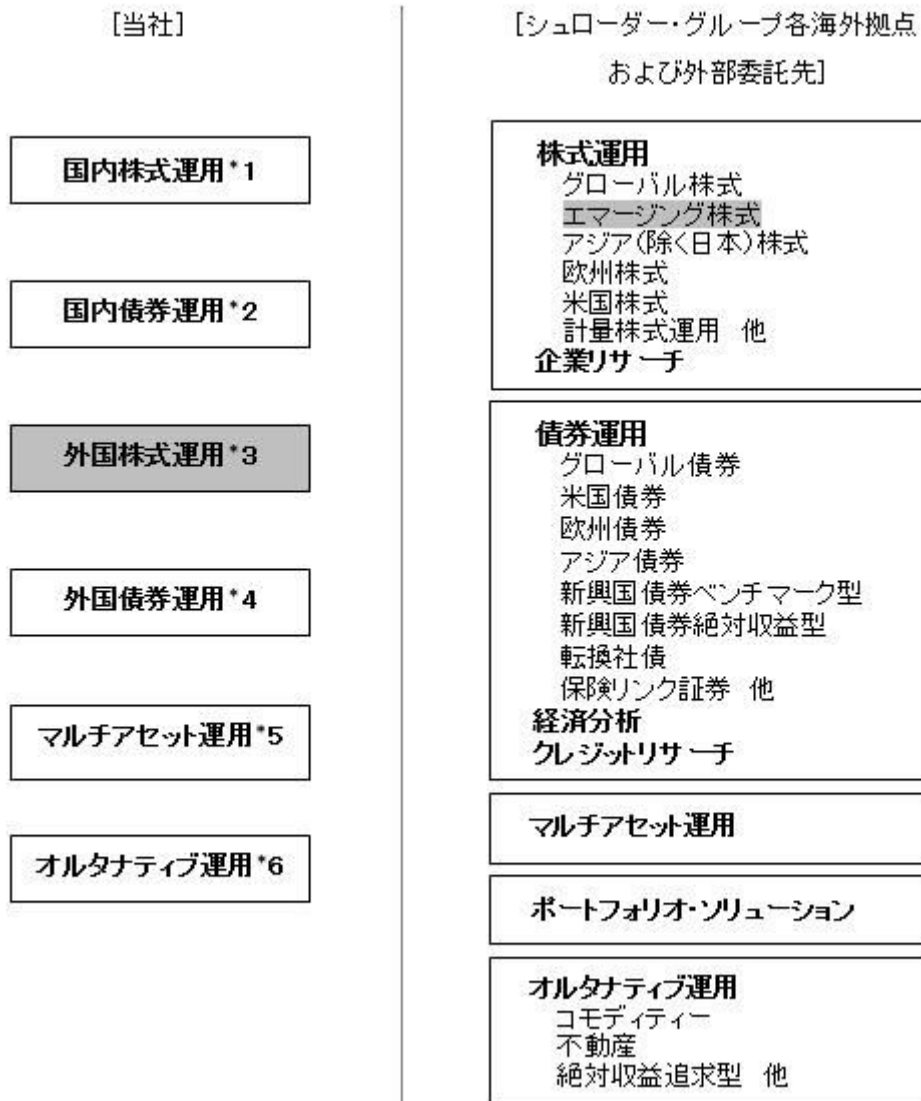 [当社]
国内株式運用*1
国内債券運用*2
外国株式運用*3
外国債券運用*4
マルチアセット運用*5
オルタナティブ運用*6
[シュローダー・グループ各海外拠点
および外部委託先]
株式運用
グローバル株式
エマージング株式
アジア(除く日本)株式
欧州株式
米国株式
計量株式運用 他
企業リサーチ
債券運用
グローバル債券
米国債券
欧州債券
アジア債券
新興国債券ベンチマーク型
新興国債券絶対収益型
転換社債
保険リンク証券 他
経済分析
クレジットリサーチ
マルチアセット運用
ポートフォリオ・ソリューション
オルタナティブ運用
コモディティー
不動産
絶対収益追求型 他